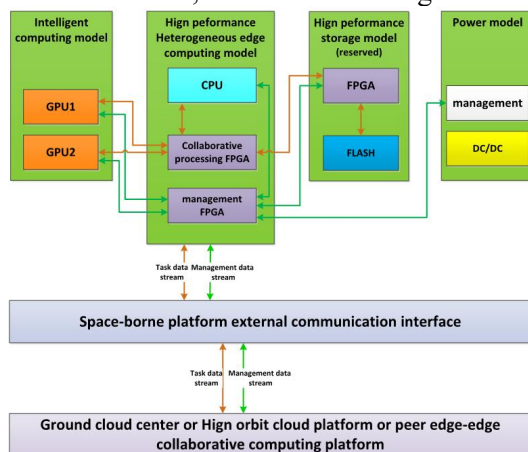 Intelligent
computing model
GPU1
GPU2
Hign peformance
Heterogeneous edge
computing model
CPU
Collaborative
processing FPGA
management
FPGA
Hign peformance
storage model
(reserved)
FPGA
FLASH
Power model
management
DC/DC
Task data
stream
Management data
stream
Space-borne platform external communication interface
Task data
stream
Management data
stream
Ground cloud center or Hign orbit cloud platform or peer edge-edge
collaborative computing platform